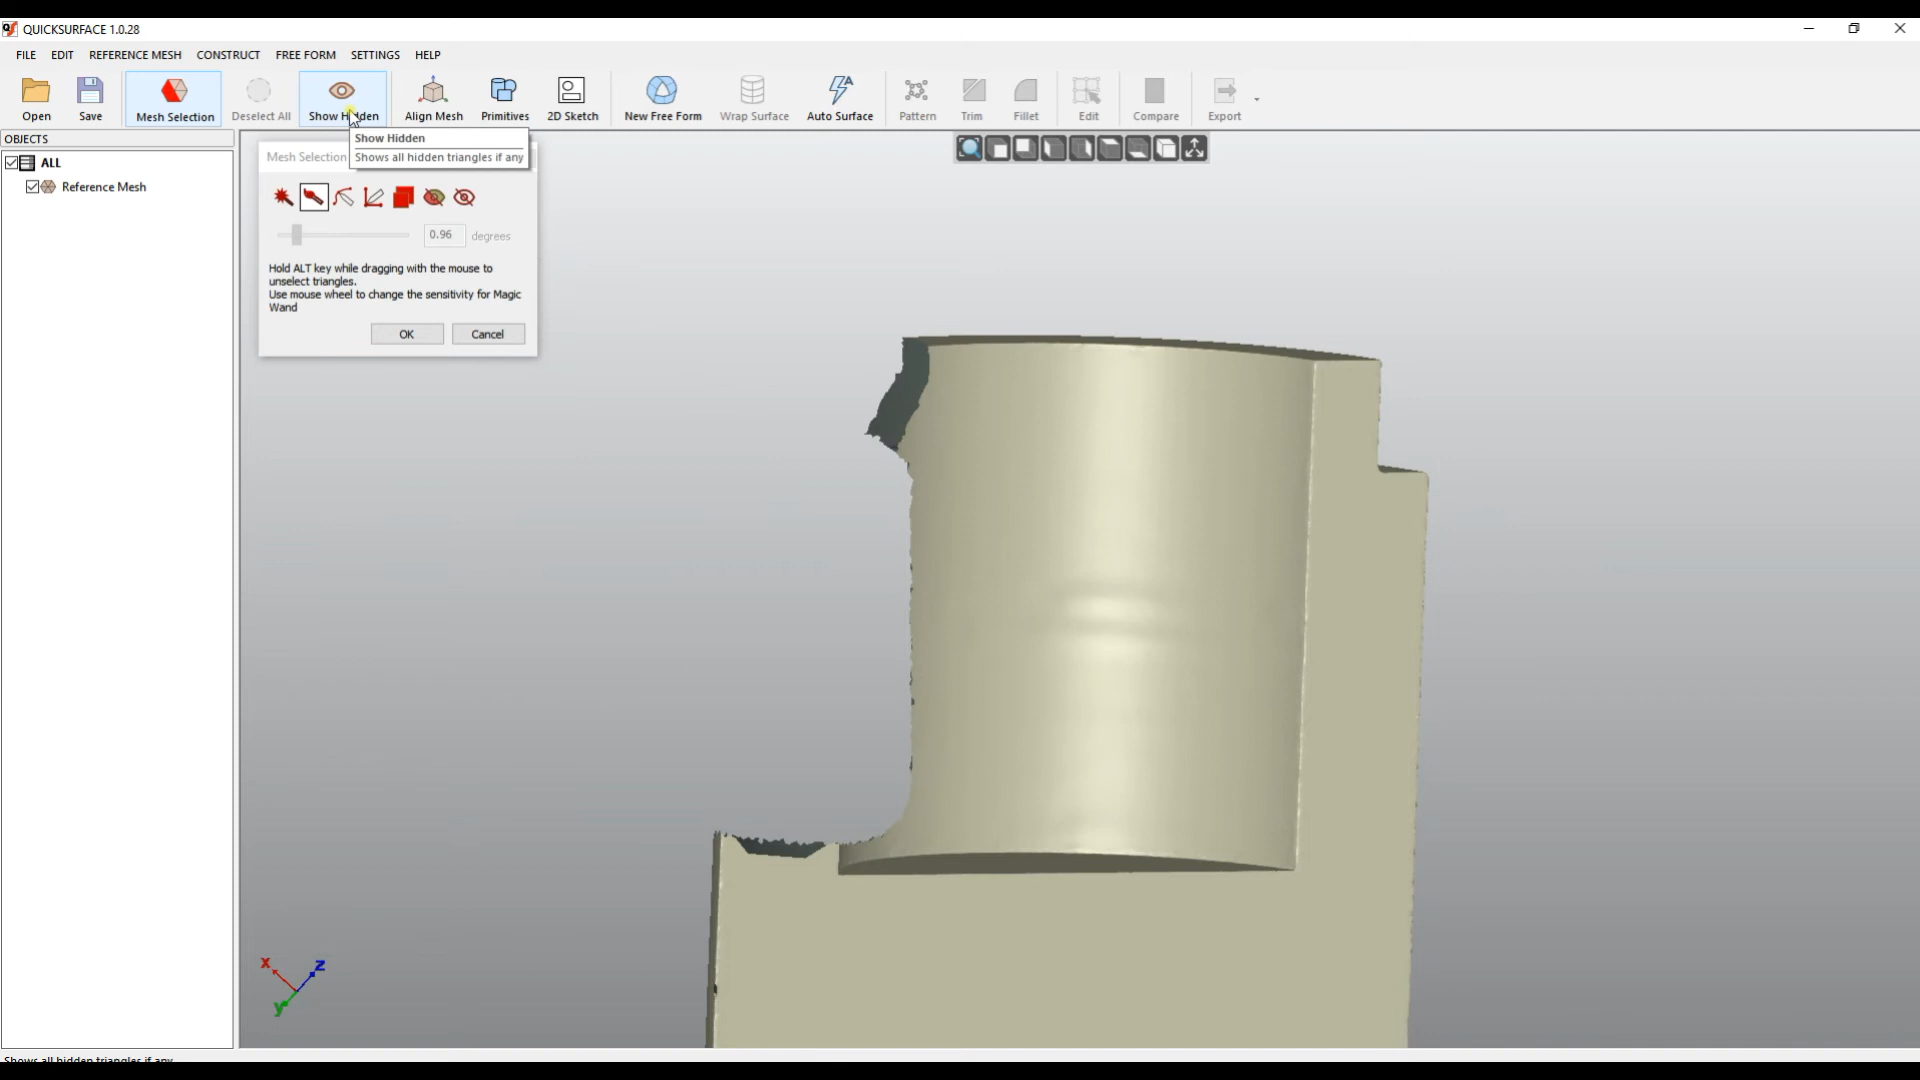 QUICKSURFACE 1.0.28
FILE EDIT REFERENCE MESH CONSTRUCT FREE FORM SETTINGS HELP
Open Save Mesh Selection Deselect All Show Hidden Align Mesh Primitives 2D Sketch New Free Form Wrap Surface Auto Surface Pattern Trim Fillet Edit Compare Export
OBJECTS
ALL
Reference Mesh
Show Hidden
Shows all hidden triangles if any
Mesh Selection
0.96 degrees
Hold ALT key while dragging with the mouse to
unselect triangles.
Use mouse wheel to change the sensitivity for Magic
Wand
OK Cancel
X Z
y
Shows all hidden triangles if any